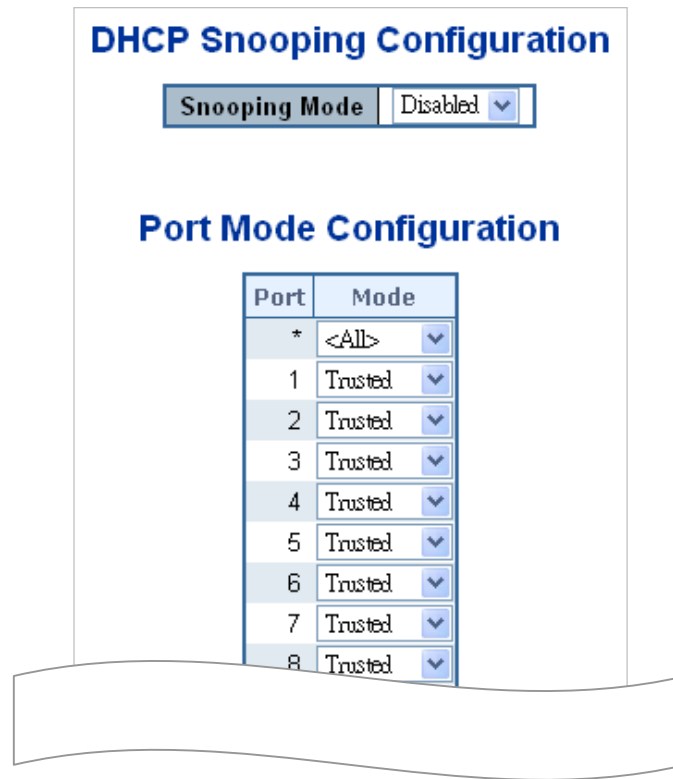 DHCP Snooping Configuration
Snooping Mode Disabled
Port Mode Configuration
Port Mode
* <All>
1 Trusted
2 Trusted
3 Trusted
4 Trusted
5 Trusted
6 Trusted
7 Trusted
8 Trusted